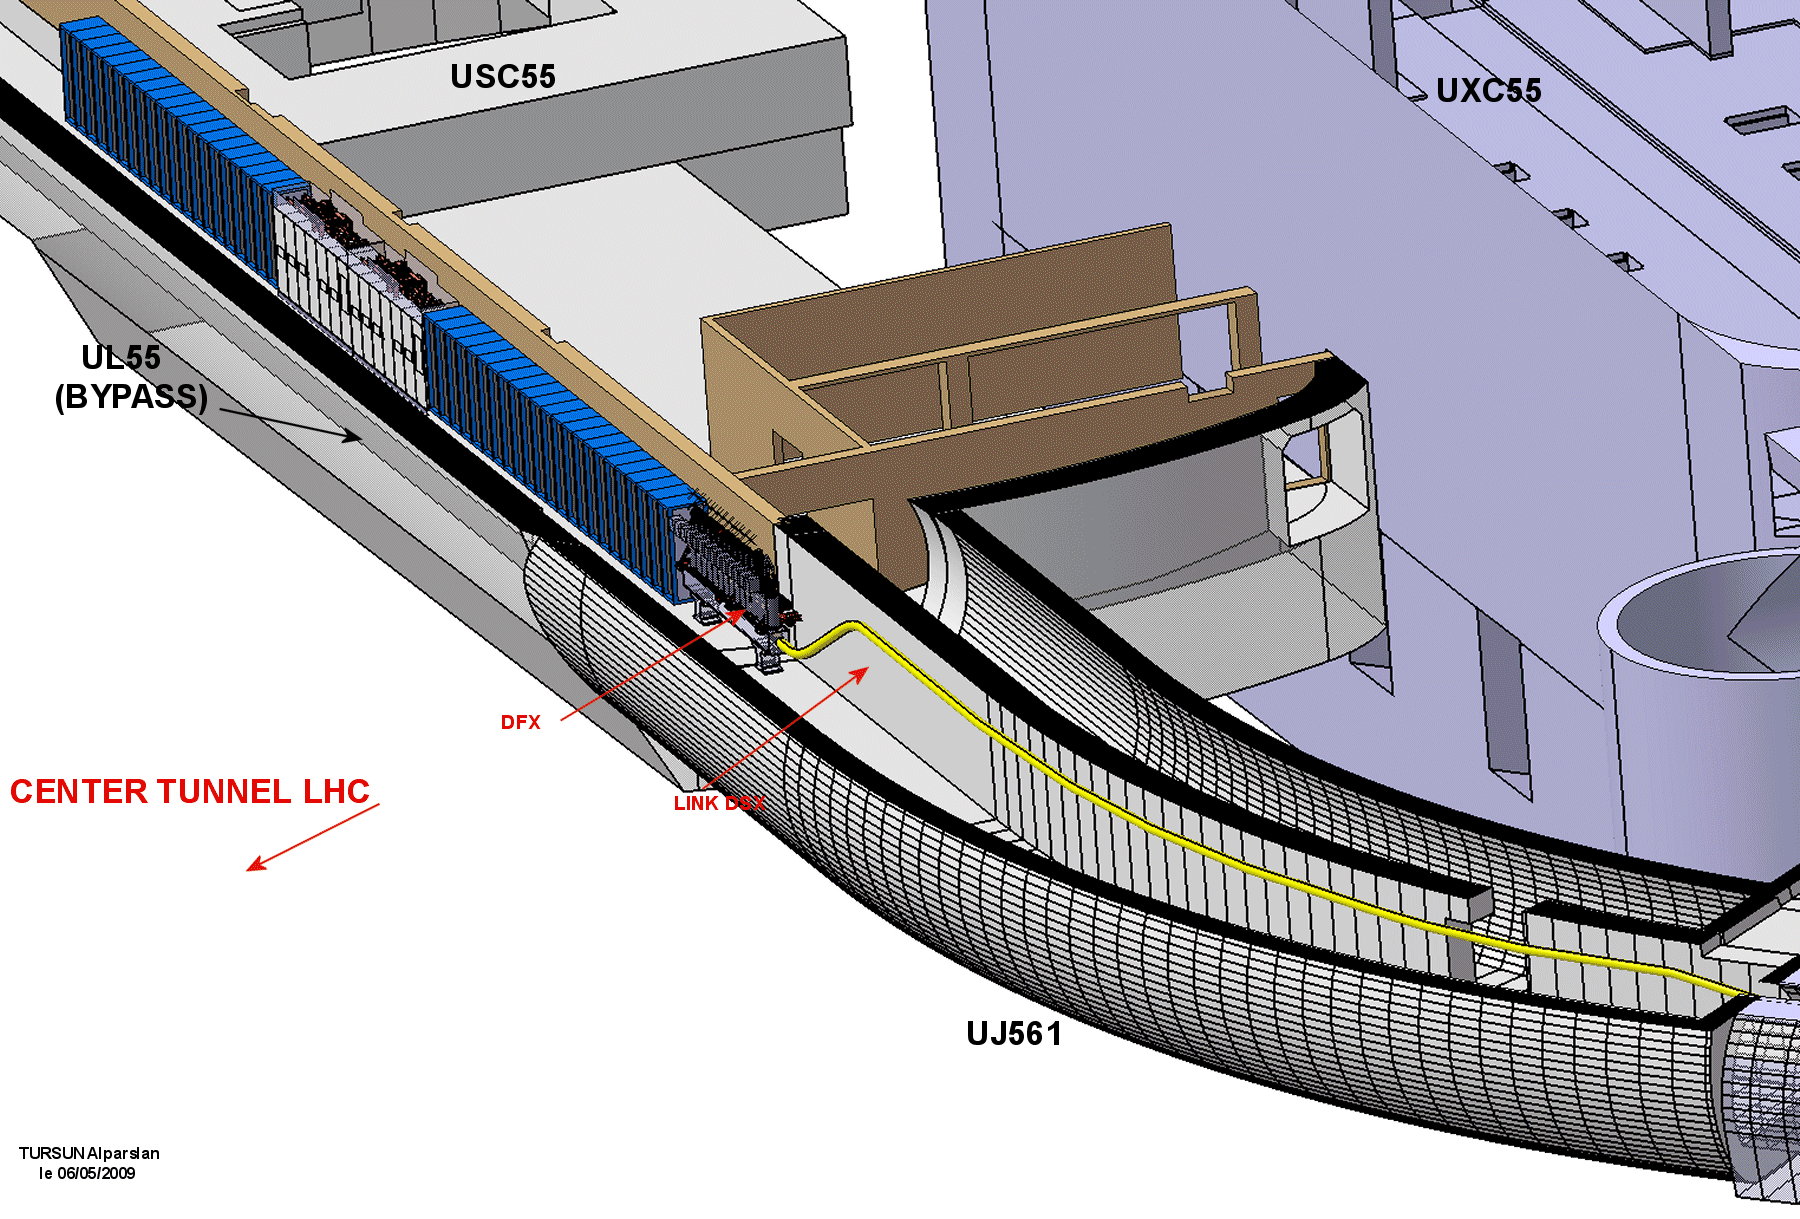 USC55
UXC55
UL55
(BYPASS)
DFX
CENTER TUNNEL LHC
LINK DSX
UJ561
TURSUN Alparslan
le 06/05/2009